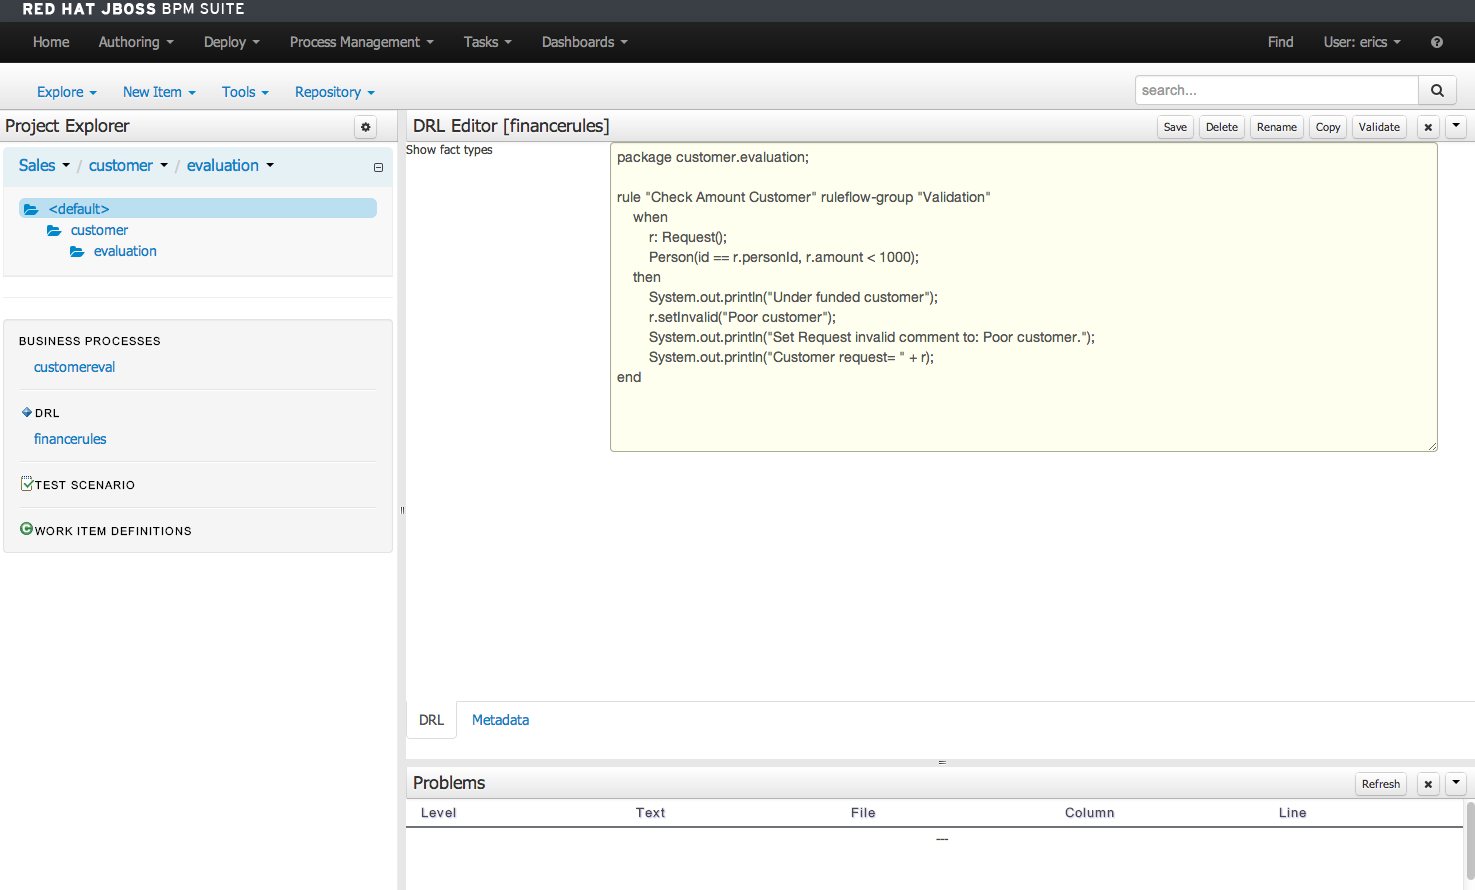 RED HAT JBOSS BPM SUITE
Home Authoring Deploy Process Management Tasks Dashboards Find User: erics
Explore New Item Tools Repository search...
Project Explorer
Sales / customer / evaluation
<default>
customer
evaluation
BUSINESS PROCESSES
customereval
DRL
financerules
TEST SCENARIO
WORK ITEM DEFINITIONS
DRL Editor [financerules] Save Delete Rename Copy Validate
Show fact types
package customer.evaluation;
rule "Check Amount Customer" ruleflow-group "Validation"
when
r: Request();
Person(id == r.personId, r.amount < 1000);
then
System.out.println("Under funded customer");
r.setInvalid("Poor customer");
System.out.println("Set Request invalid comment to: Poor customer.");
System.out.println("Customer request= " + r);
end
DRL Metadata
Problems Refresh
Level Text File Column Line
---